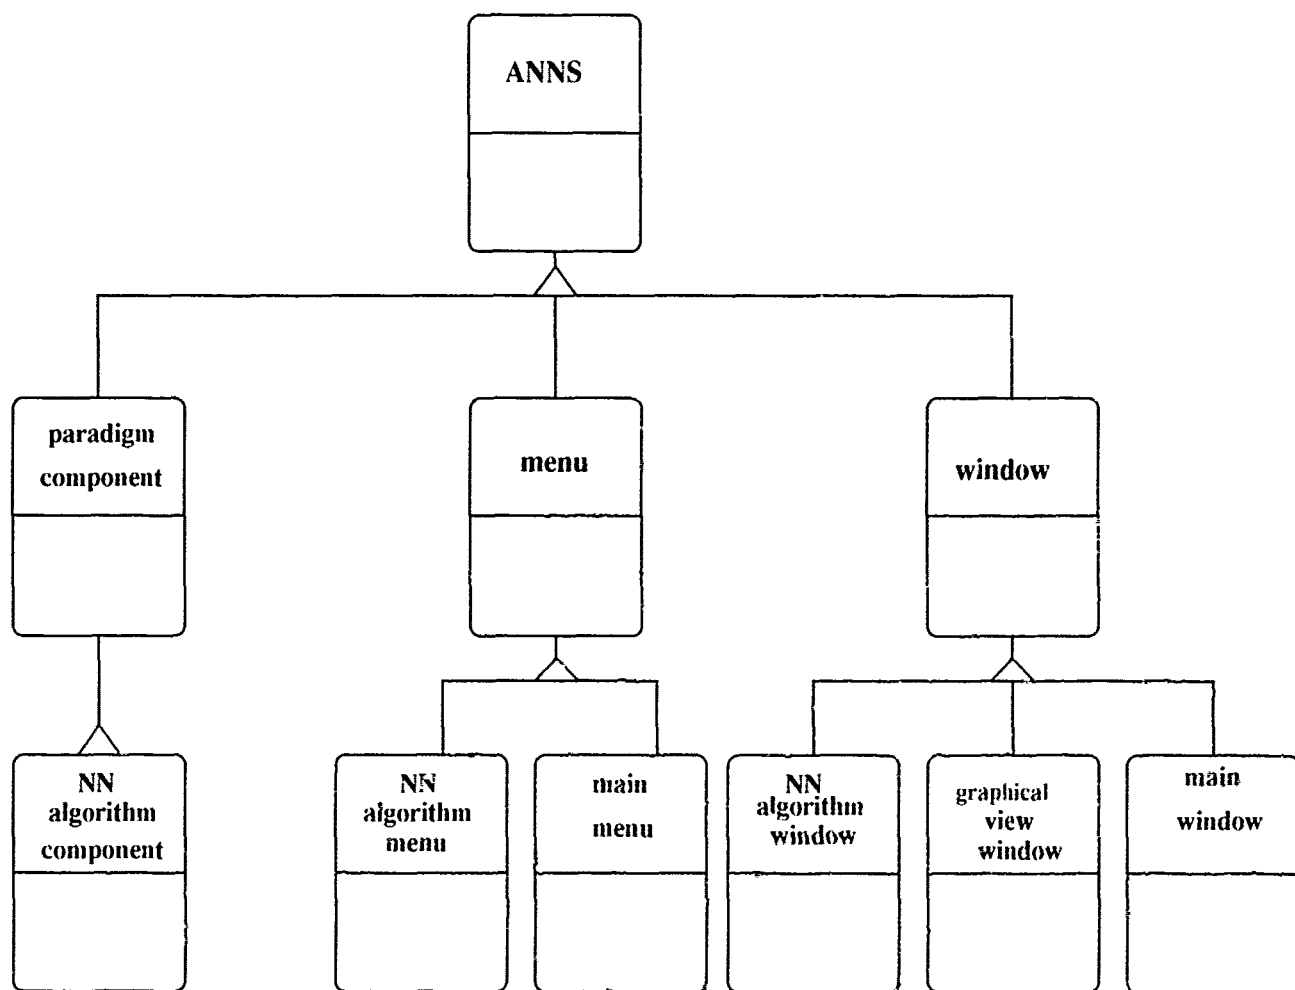 ANNS
paradigm
component
menu
window
NN
algorithm
component
NN
algorithm
menu
main
menu
NN
algorithm
window
graphical
view
window
main
window